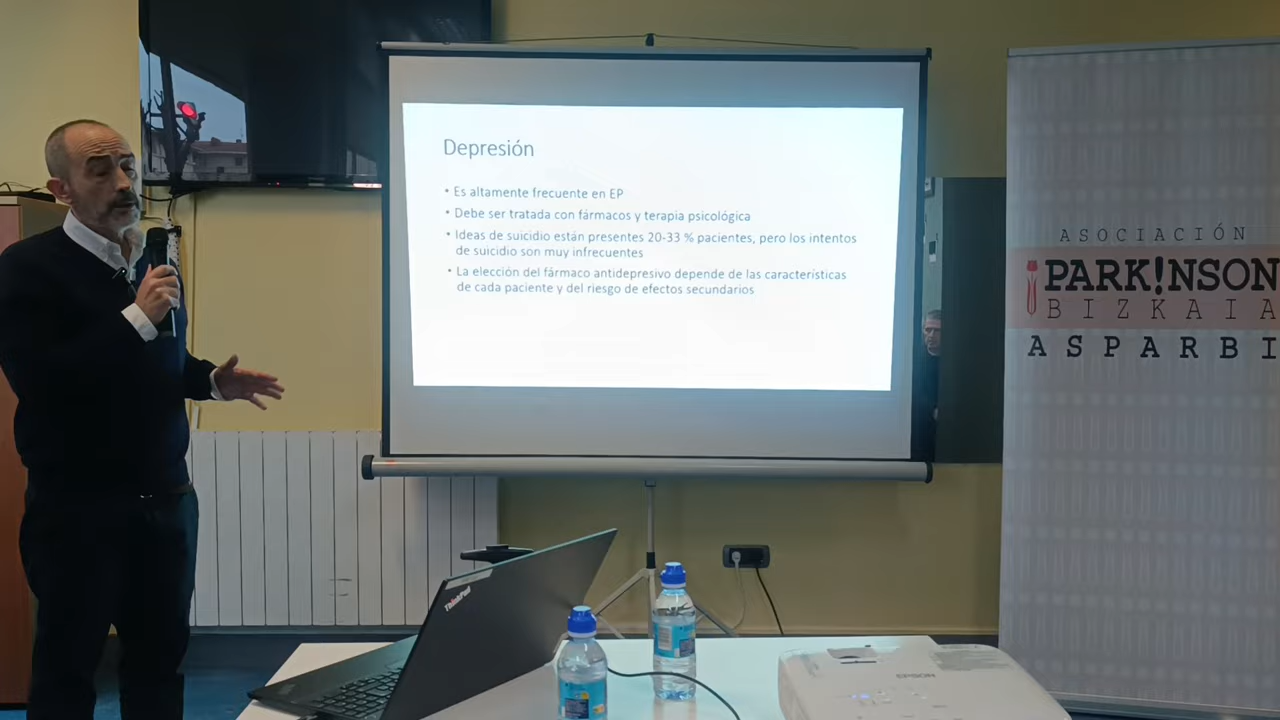 Depresión
• Es altamente frecuente en EP
• Debe ser tratada con fármacos y terapia psicológica
• Ideas de suicidio están presentes 20-33 % pacientes, pero los intentos
de suicidio son muy infrecuentes
• La elección del fármaco antidepresivo depende de las características
de cada paciente y del riesgo de efectos secundarios
ASOCIACIÓN
PARK!NSON
BIZKAIA
ASPARBI
ThinkPad
EPSON